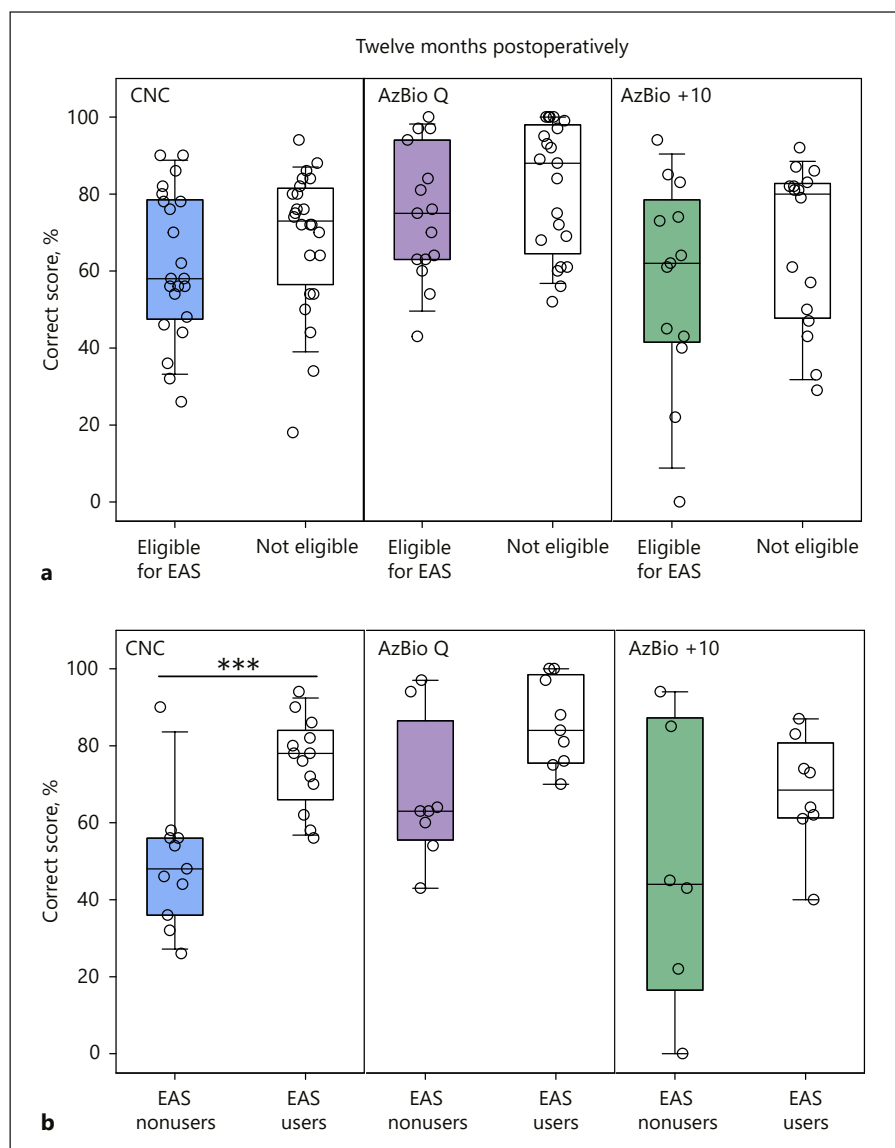 Twelve months postoperatively
CNC
AzBio Q
AzBio +10
100
80
60
40
20
0
Correct score, %
Eligible
for EAS
Not eligible
Eligible
for EAS
Not eligible
Eligible
for EAS
Not eligible
a
CNC
AzBio Q
AzBio +10
***
100
80
60
40
20
0
Correct score, %
EAS
nonusers
EAS
users
EAS
nonusers
EAS
users
EAS
nonusers
EAS
users
b